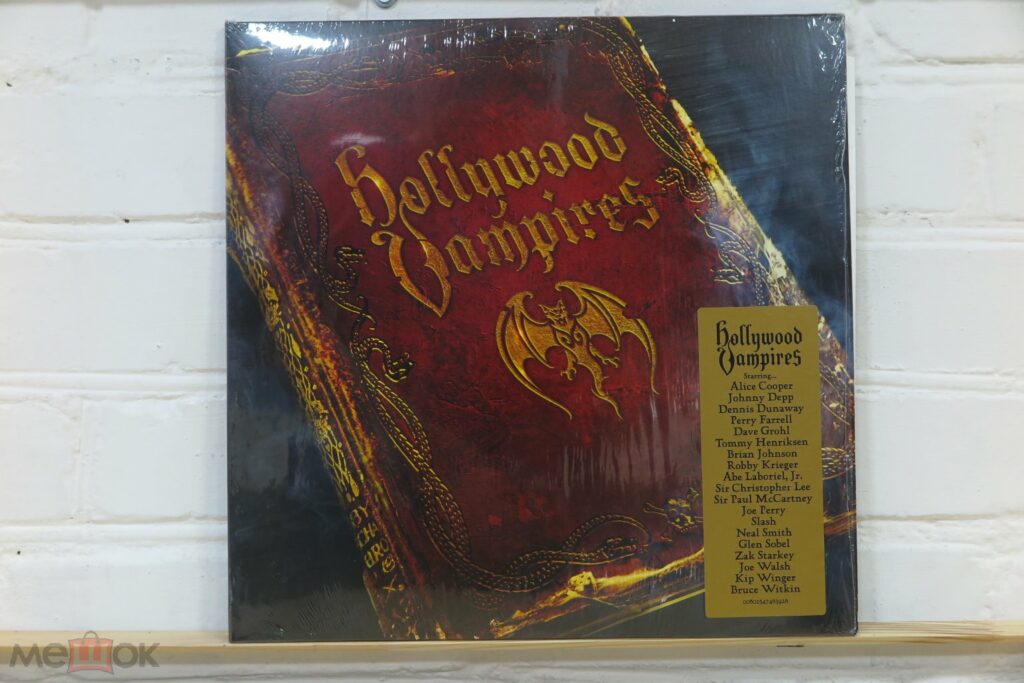 Hollywood
Vampires
Hollywood
Vampires
Starring...
Alice Cooper
Johnny Depp
Dennis Dunaway
Perry Farrell
Dave Grohl
Tommy Henriksen
Brian Johnson
Robby Krieger
Abe Laboriel, Jr.
Sir Christopher Lee
Sir Paul McCartney
Joe Perry
Slash
Neal Smith
Glen Sobel
Zak Starkey
Joe Walsh
Kip Winger
Bruce Witkin
мешок